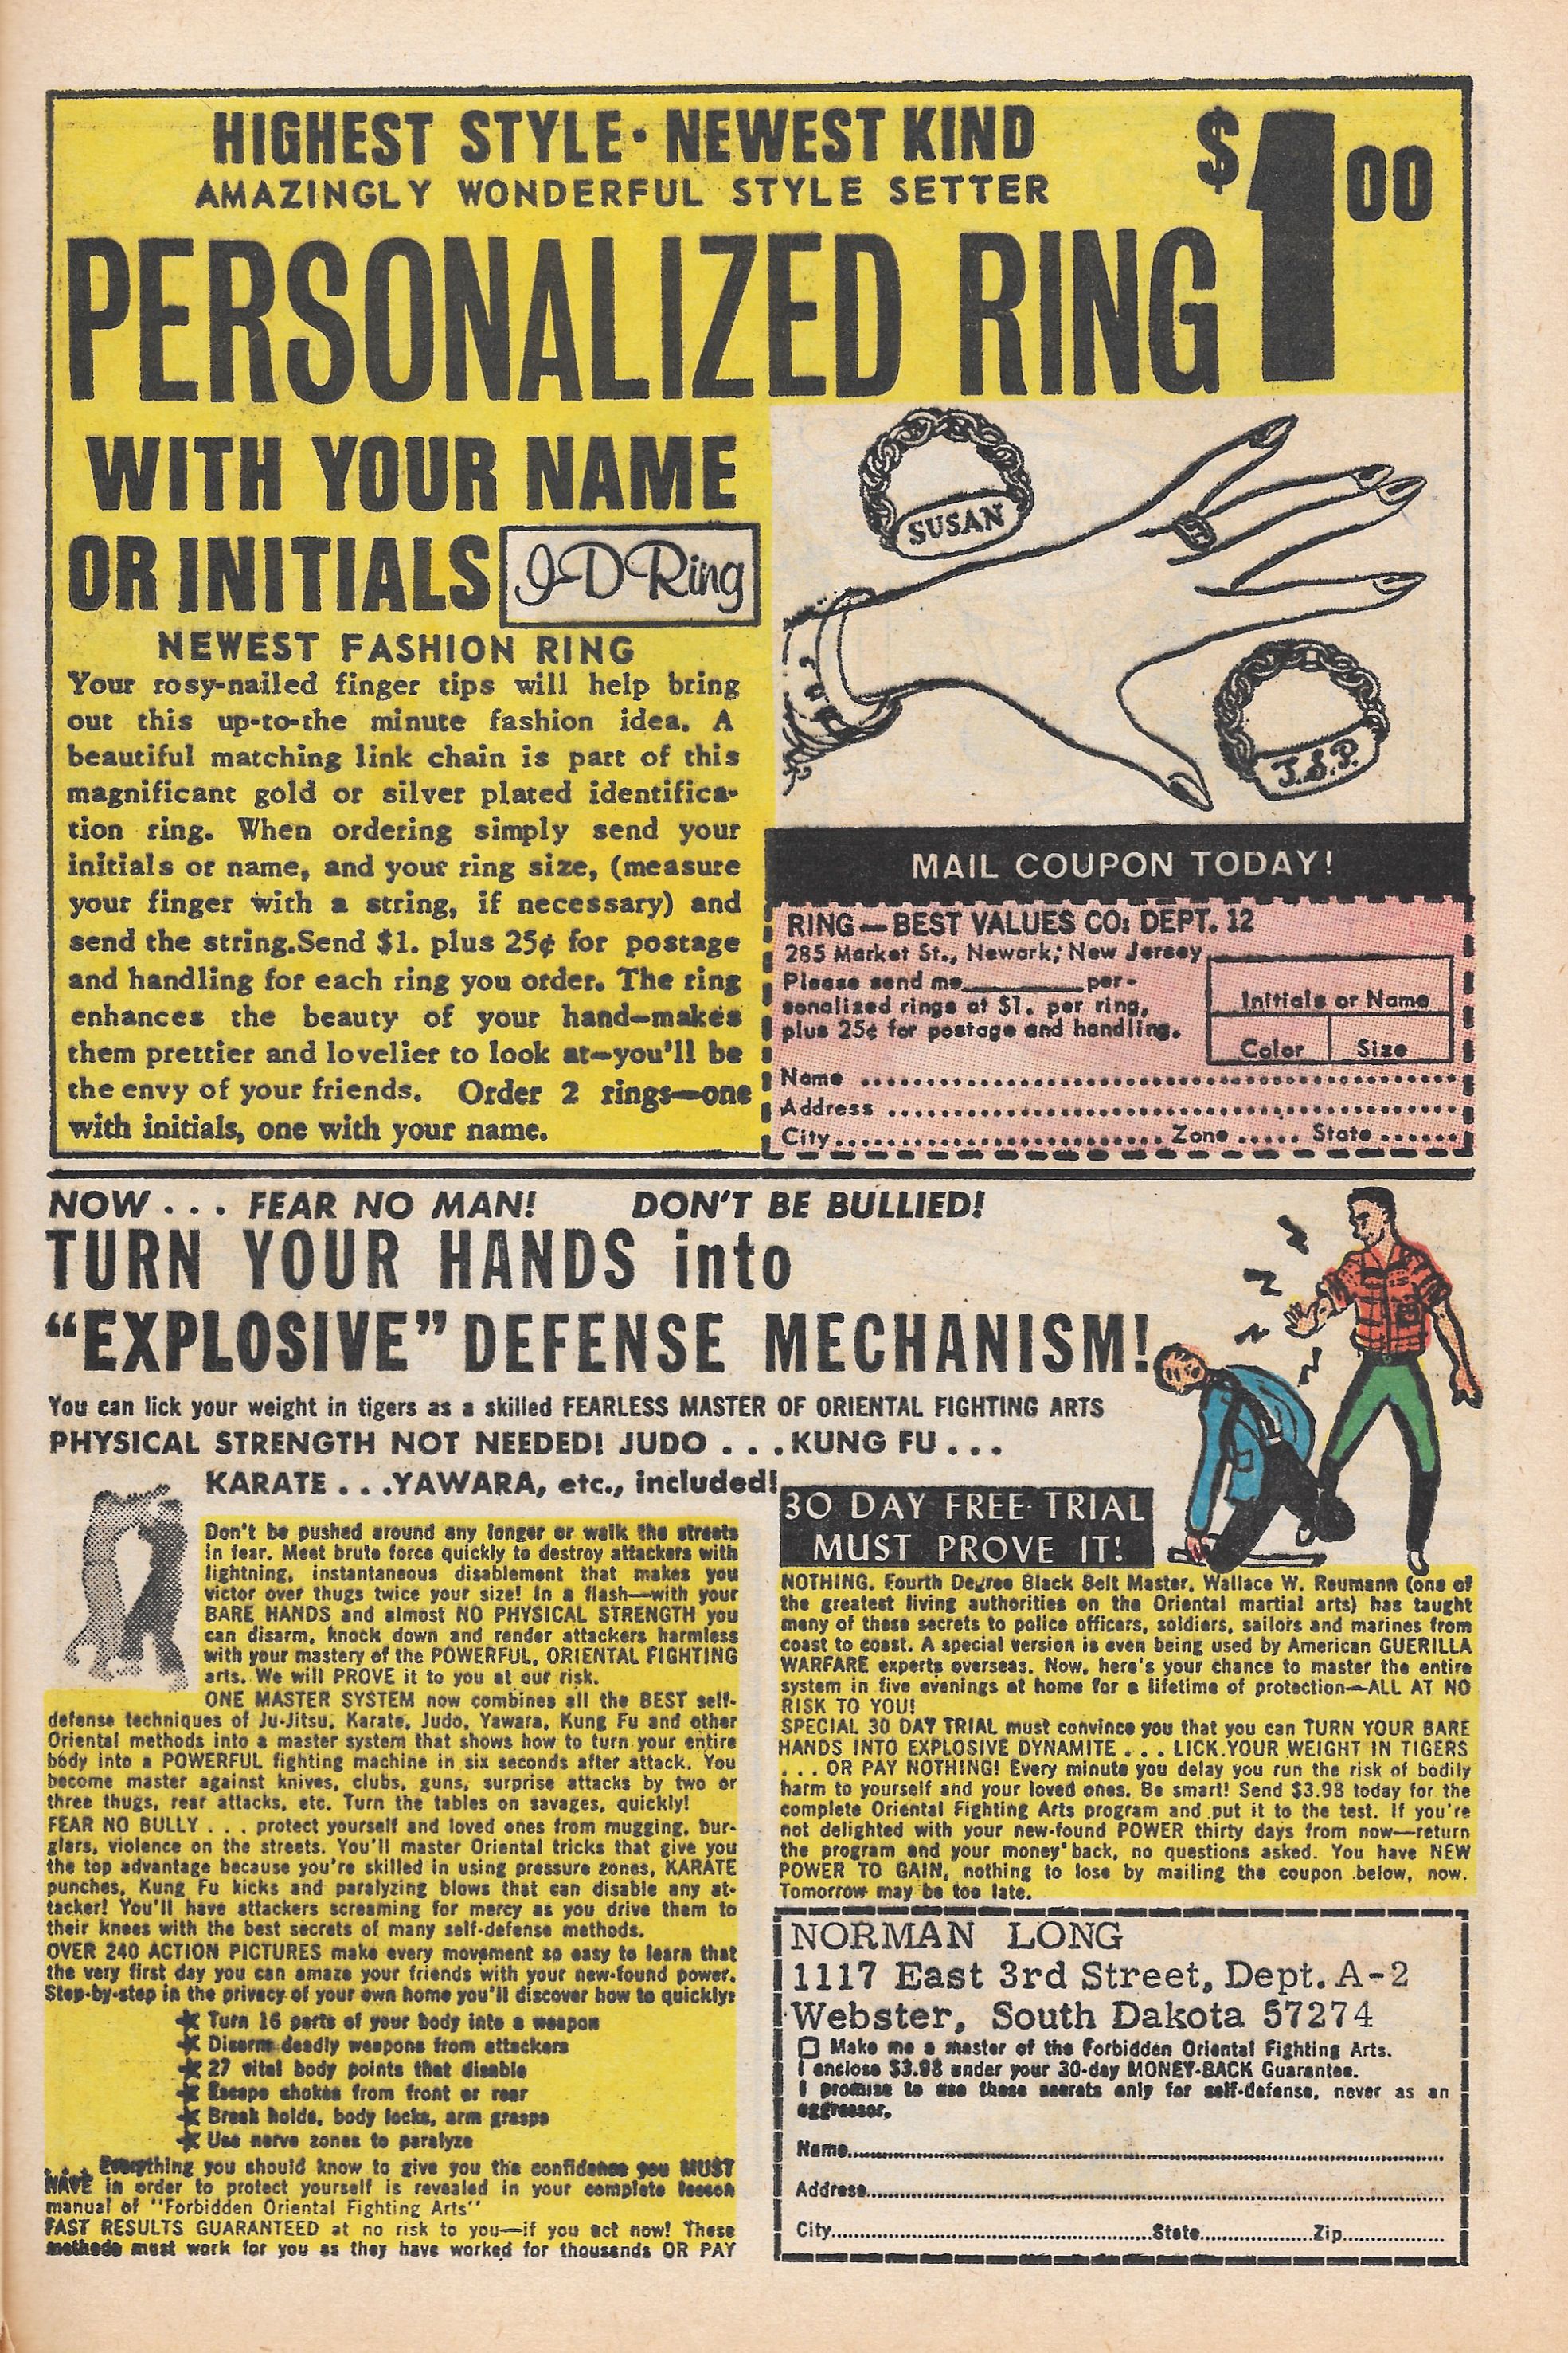 HIGHEST STYLE · NEWEST KIND
AMAZINGLY WONDERFUL STYLE SETTER
$1.00
PERSONALIZED RING
WITH YOUR NAME
OR INITIALS
I-D Ring
NEWEST FASHION RING
Your rosy-nailed finger tips will help bring
out this up-to-the minute fashion idea. A
beautiful matching link chain is part of this
magnificant gold or silver plated identifica-
tion ring. When ordering simply send your
initials or name, and your ring size, (measure
your finger with a string, if necessary) and
send the string.Send $1. plus 25¢ for postage
and handling for each ring you order. The ring
enhances the beauty of your hand—makes
them prettier and lovelier to look at—you'll be
the envy of your friends. Order 2 rings—one
with initials, one with your name.
SUSAN
J.S.P.
MAIL COUPON TODAY!
RING—BEST VALUES CO: DEPT. 12
285 Market St., Newark; New Jersey
Please send me__________per-
sonalized rings at $1. per ring,
plus 25¢ for postage and handling.
Initials or Name
Color Size
Name
Address
City Zone State
NOW . . . FEAR NO MAN! DON'T BE BULLIED!
TURN YOUR HANDS into
"EXPLOSIVE" DEFENSE MECHANISM!
You can lick your weight in tigers as a skilled FEARLESS MASTER OF ORIENTAL FIGHTING ARTS
PHYSICAL STRENGTH NOT NEEDED! JUDO . . . KUNG FU . . .
KARATE . . .YAWARA, etc., included!
Don't be pushed around any longer or walk the streets
in fear. Meet brute force quickly to destroy attackers with
lightning, instantaneous disablement that makes you
victor over thugs twice your size! In a flash—with your
BARE HANDS and almost NO PHYSICAL STRENGTH you
can disarm, knock down and render attackers harmless
with your mastery of the POWERFUL, ORIENTAL FIGHTING
arts. We will PROVE it to you at our risk.
ONE MASTER SYSTEM now combines all the BEST self-
defense techniques of Ju-Jitsu, Karate, Judo, Yawara, Kung Fu and other
Oriental methods into a master system that shows how to turn your entire
body into a POWERFUL fighting machine in six seconds after attack. You
become master against knives, clubs, guns, surprise attacks by two or
three thugs, rear attacks, etc. Turn the tables on savages, quickly!
FEAR NO BULLY . . . protect yourself and loved ones from mugging, bur-
glars, violence on the streets. You'll master Oriental tricks that give you
the top advantage because you're skilled in using pressure zones, KARATE
punches, Kung Fu kicks and paralyzing blows that can disable any at-
tacker! You'll have attackers screaming for mercy as you drive them to
their knees with the best secrets of many self-defense methods.
OVER 240 ACTION PICTURES make every movement so easy to learn that
the very first day you can amaze your friends with your new-found power.
Step-by-step in the privacy of your own home you'll discover how to quickly:
★ Turn 16 parts of your body into a weapon
★ Disarm deadly weapons from attackers
★ 27 vital body points that disable
★ Escape chokes from front or rear
★ Break holds, body locks, arm grasps
★ Use nerve zones to paralyze
. . . Everything you should know to give you the confidence you MUST
HAVE in order to protect yourself is revealed in your complete lesson
manual of "Forbidden Oriental Fighting Arts"
FAST RESULTS GUARANTEED at no risk to you—if you act now! These
methods must work for you as they have worked for thousands OR PAY
30 DAY FREE TRIAL
MUST PROVE IT!
NOTHING. Fourth Degree Black Belt Master, Wallace W. Reumann (one of
the greatest living authorities on the Oriental martial arts) has taught
many of these secrets to police officers, soldiers, sailors and marines from
coast to coast. A special version is even being used by American GUERILLA
WARFARE experts overseas. Now, here's your chance to master the entire
system in five evenings at home for a lifetime of protection—ALL AT NO
RISK TO YOU!
SPECIAL 30 DAY TRIAL must convince you that you can TURN YOUR BARE
HANDS INTO EXPLOSIVE DYNAMITE . . . LICK YOUR WEIGHT IN TIGERS
. . . OR PAY NOTHING! Every minute you delay you run the risk of bodily
harm to yourself and your loved ones. Be smart! Send $3.98 today for the
complete Oriental Fighting Arts program and put it to the test. If you're
not delighted with your new-found POWER thirty days from now—return
the program and your money back, no questions asked. You have NEW
POWER TO GAIN, nothing to lose by mailing the coupon below, now.
Tomorrow may be too late.
NORMAN LONG
1117 East 3rd Street, Dept. A-2
Webster, South Dakota 57274
☐ Make me a master of the Forbidden Oriental Fighting Arts.
I enclose $3.98 under your 30-day MONEY-BACK Guarantee.
I promise to use these secrets only for self-defense, never as an
aggressor.
Name
Address
City State Zip